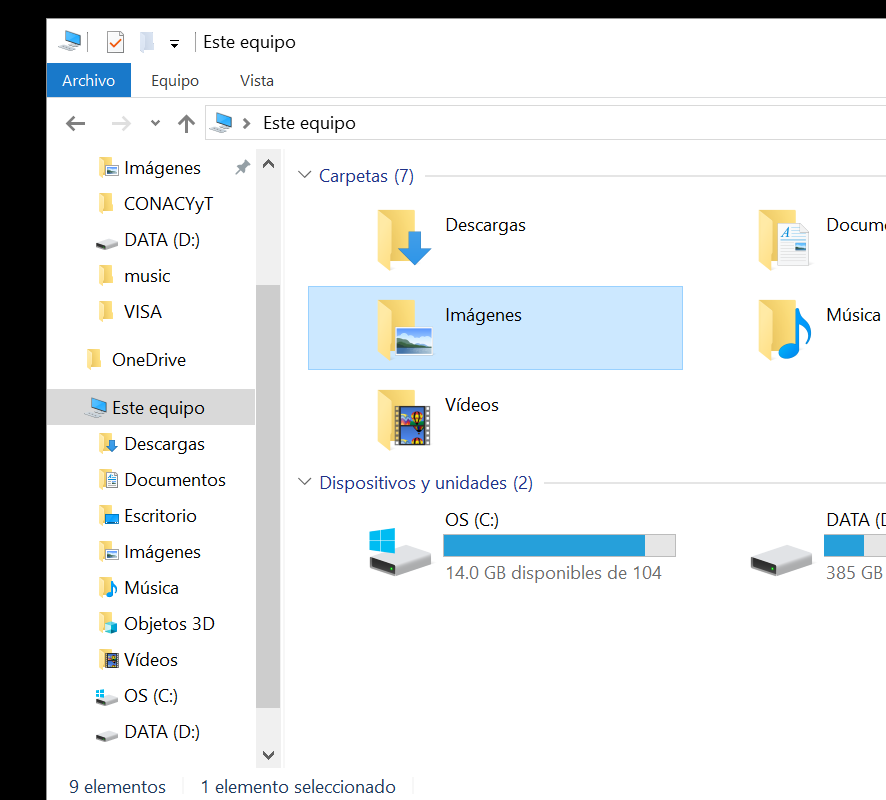 Este equipo
Archivo Equipo Vista
Este equipo
Imágenes
CONACYyT
DATA (D:)
music
VISA
OneDrive
Este equipo
Descargas
Documentos
Escritorio
Imágenes
Música
Objetos 3D
Vídeos
OS (C:)
DATA (D:)
Carpetas (7)
Descargas
Imágenes
Música
Vídeos
Dispositivos y unidades (2)
OS (C:)
14.0 GB disponibles de 104
DATA
385 GB
9 elementos 1 elemento seleccionado